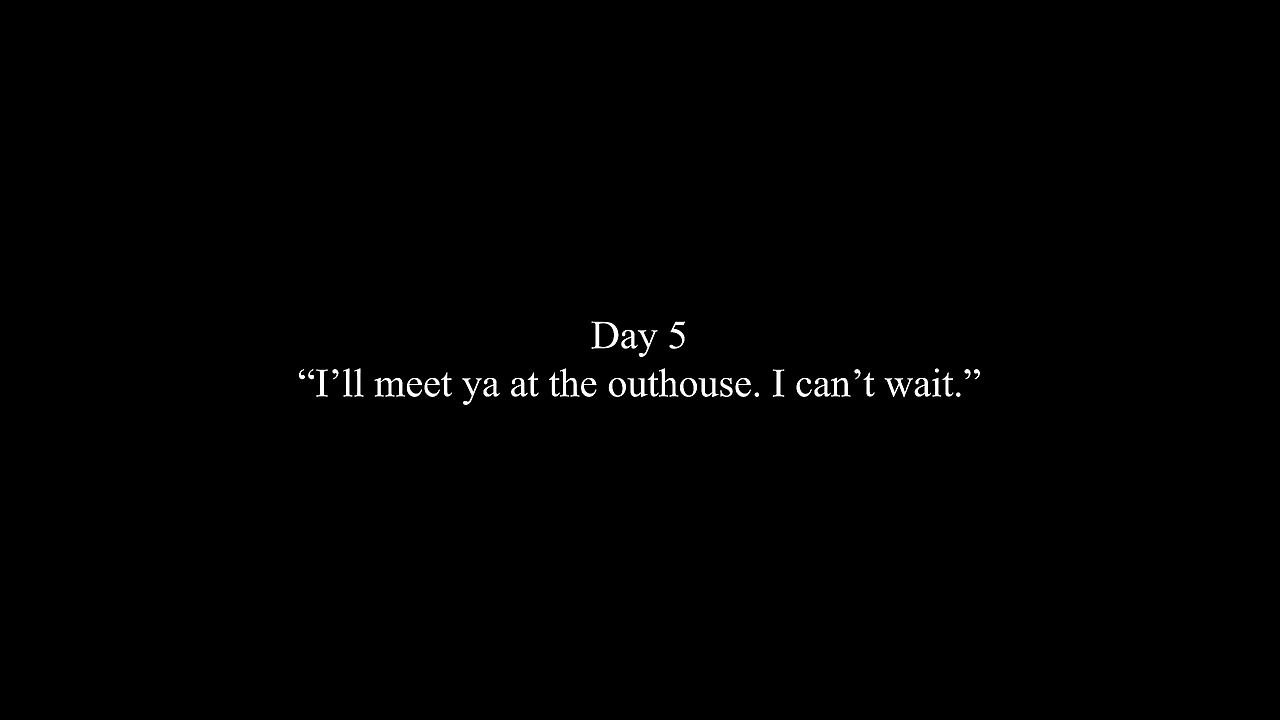 Day 5
“I’ll meet ya at the outhouse. I can’t wait.”